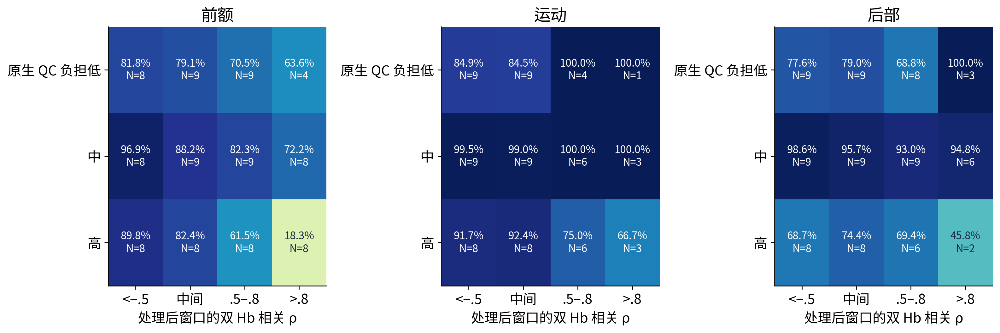 前额
运动
后部
原生 QC 负担低
81.8%
N=8
79.1%
N=9
70.5%
N=9
63.6%
N=4
中
96.9%
N=8
88.2%
N=9
82.3%
N=9
72.2%
N=8
高
89.8%
N=8
82.4%
N=8
61.5%
N=8
18.3%
N=8
<−.5
中间
.5–.8
>.8
处理后窗口的双 Hb 相关 ρ
原生 QC 负担低
84.9%
N=9
84.5%
N=9
100.0%
N=4
100.0%
N=1
中
99.5%
N=9
99.0%
N=9
100.0%
N=6
100.0%
N=3
高
91.7%
N=8
92.4%
N=8
75.0%
N=6
66.7%
N=3
<−.5
中间
.5–.8
>.8
处理后窗口的双 Hb 相关 ρ
原生 QC 负担低
77.6%
N=9
79.0%
N=9
68.8%
N=8
100.0%
N=3
中
98.6%
N=9
95.7%
N=9
93.0%
N=9
94.8%
N=6
高
68.7%
N=8
74.4%
N=8
69.4%
N=6
45.8%
N=2
<−.5
中间
.5–.8
>.8
处理后窗口的双 Hb 相关 ρ